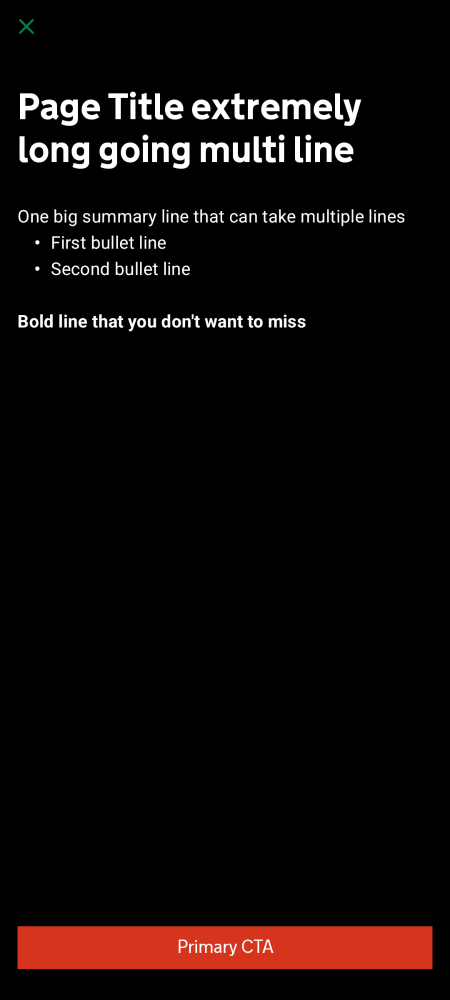 Page Title extremely
long going multi line
One big summary line that can take multiple lines
• First bullet line
• Second bullet line
Bold line that you don't want to miss
Primary CTA